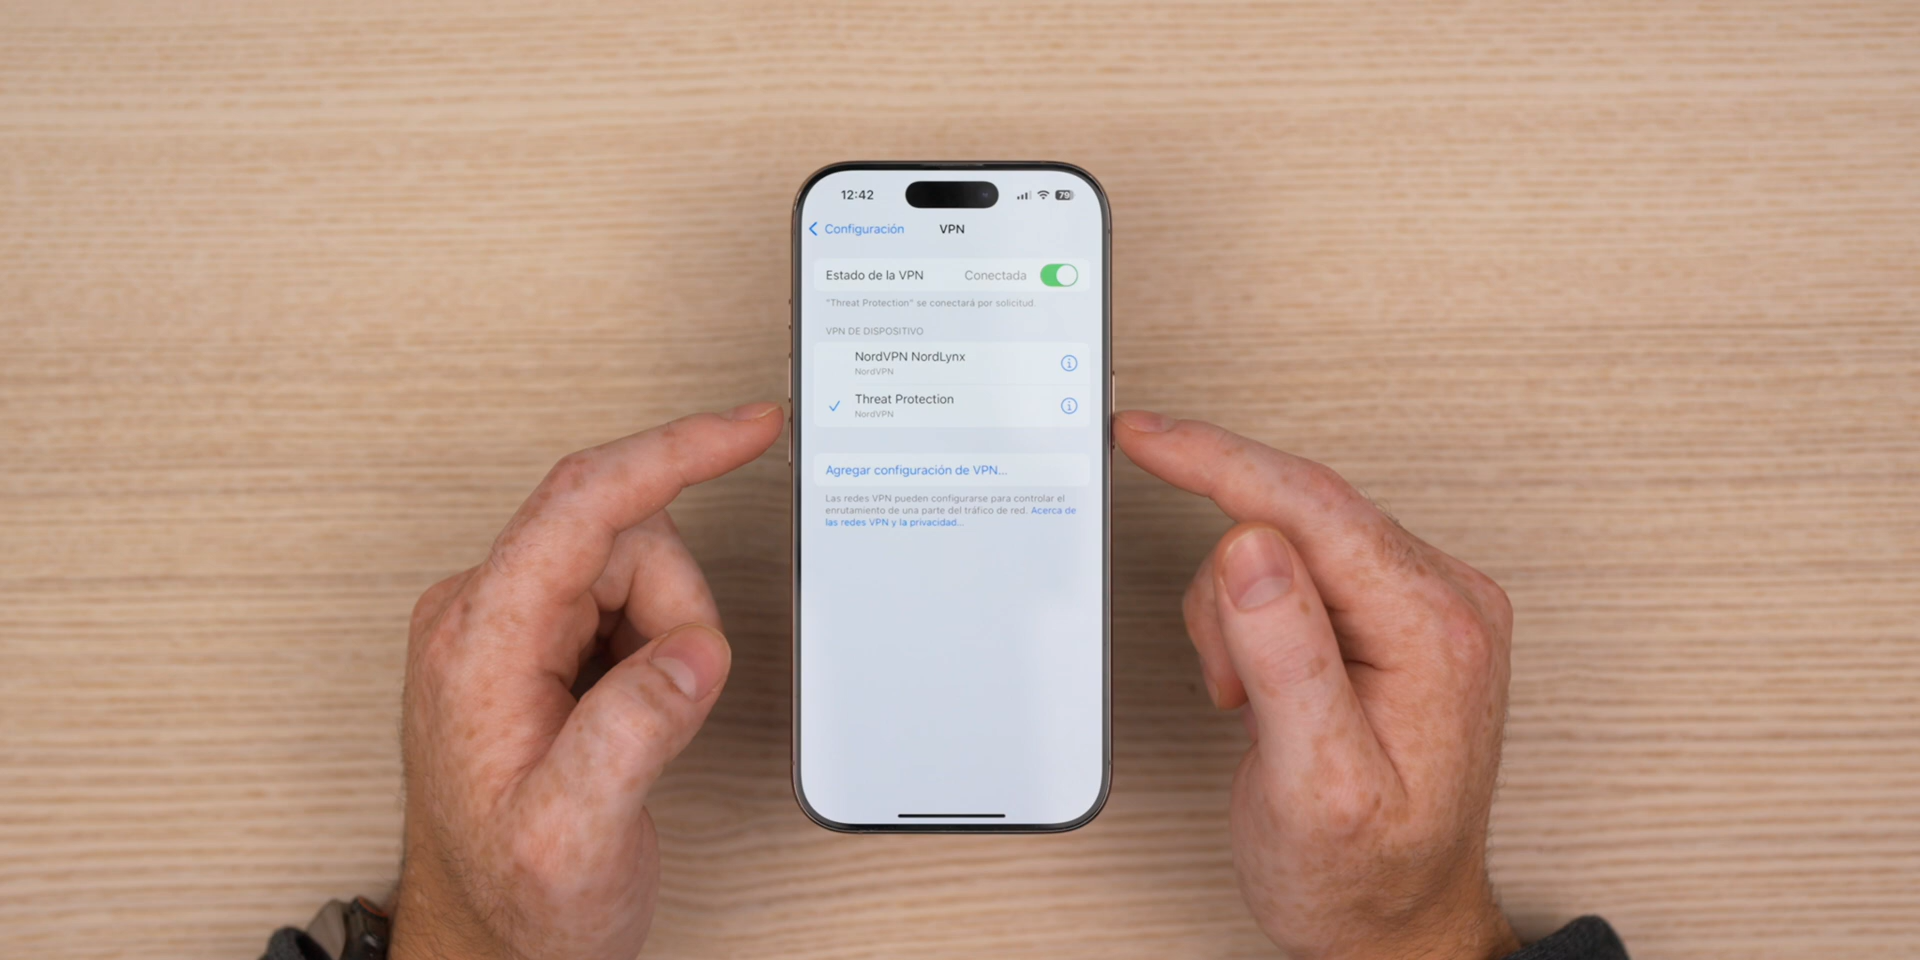 12:42
79
Configuración
VPN
Estado de la VPN
Conectada
"Threat Protection" se conectará por solicitud.
VPN DE DISPOSITIVO
NordVPN NordLynx
NordVPN
Threat Protection
NordVPN
Agregar configuración de VPN...
Las redes VPN pueden configurarse para controlar el
enrutamiento de una parte del tráfico de red. Acerca de
las redes VPN y la privacidad...